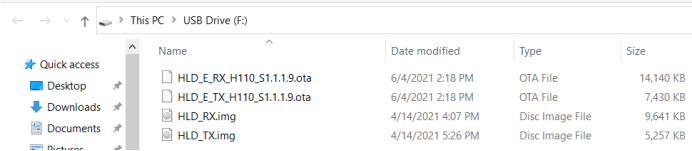 This PC > USB Drive (F:)
Name Date modified Type Size
Quick access
Desktop
Downloads
Documents
Pictures
HLD_E_RX_H110_S1.1.1.9.ota 6/4/2021 2:18 PM OTA File 14,140 KB
HLD_E_TX_H110_S1.1.1.9.ota 6/4/2021 2:18 PM OTA File 7,430 KB
HLD_RX.img 4/14/2021 4:07 PM Disc Image File 9,641 KB
HLD_TX.img 4/14/2021 5:26 PM Disc Image File 5,257 KB